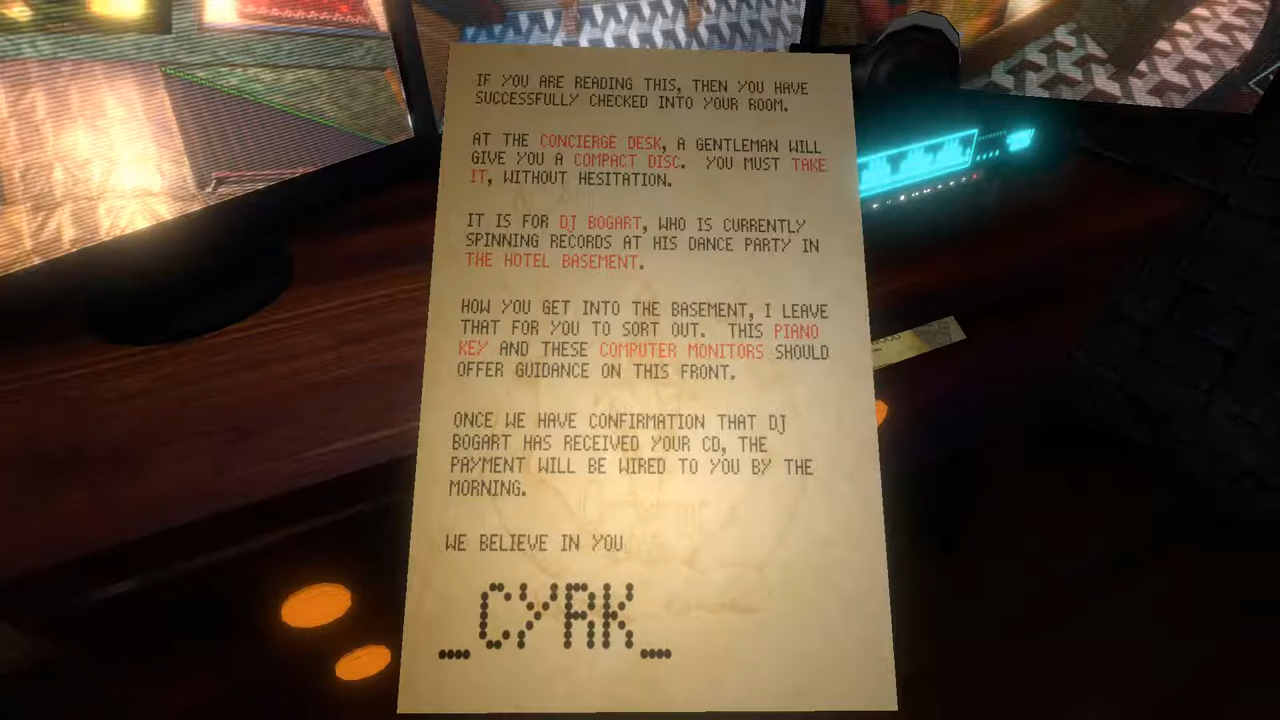 IF YOU ARE READING THIS, THEN YOU HAVE
SUCCESSFULLY CHECKED INTO YOUR ROOM.
AT THE CONCIERGE DESK, A GENTLEMAN WILL
GIVE YOU A COMPACT DISC. YOU MUST TAKE
IT, WITHOUT HESITATION.
IT IS FOR DJ BOGART, WHO IS CURRENTLY
SPINNING RECORDS AT HIS DANCE PARTY IN
THE HOTEL BASEMENT.
HOW YOU GET INTO THE BASEMENT, I LEAVE
THAT FOR YOU TO SORT OUT. THIS PIANO
KEY AND THESE COMPUTER MONITORS SHOULD
OFFER GUIDANCE ON THIS FRONT.
ONCE WE HAVE CONFIRMATION THAT DJ
BOGART HAS RECEIVED YOUR CD, THE
PAYMENT WILL BE WIRED TO YOU BY THE
MORNING.
WE BELIEVE IN YOU
_CYAK_